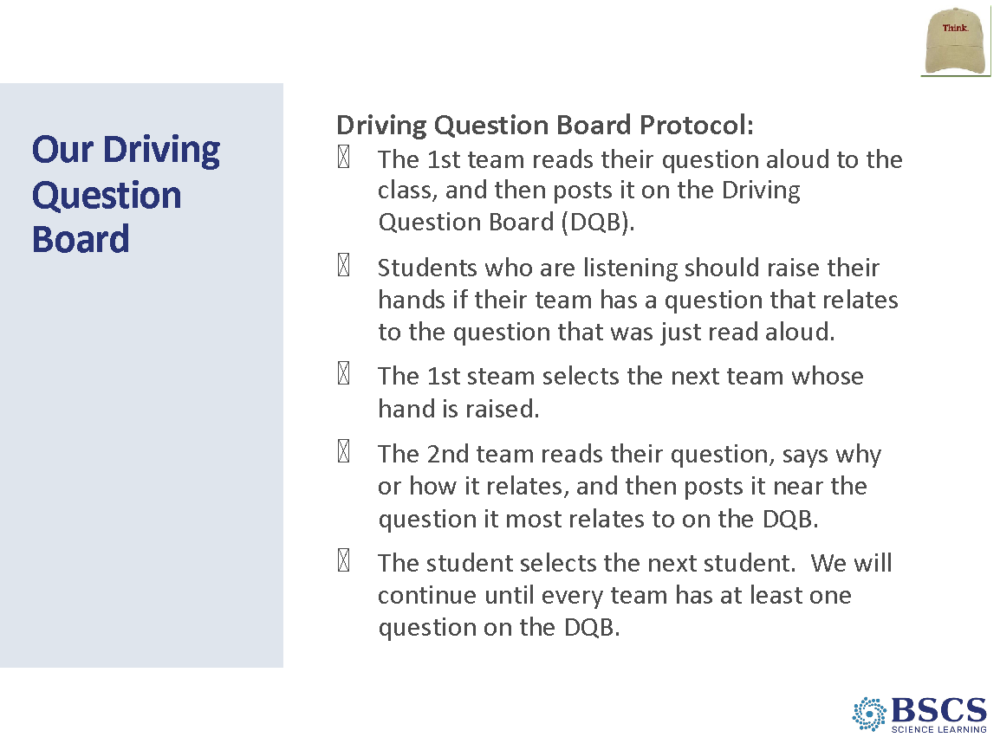 Think.
Our Driving
Question
Board
Driving Question Board Protocol:
The 1st team reads their question aloud to the
class, and then posts it on the Driving
Question Board (DQB).
Students who are listening should raise their
hands if their team has a question that relates
to the question that was just read aloud.
The 1st steam selects the next team whose
hand is raised.
The 2nd team reads their question, says why
or how it relates, and then posts it near the
question it most relates to on the DQB.
The student selects the next student.  We will
continue until every team has at least one
question on the DQB.
BSCS
SCIENCE LEARNING